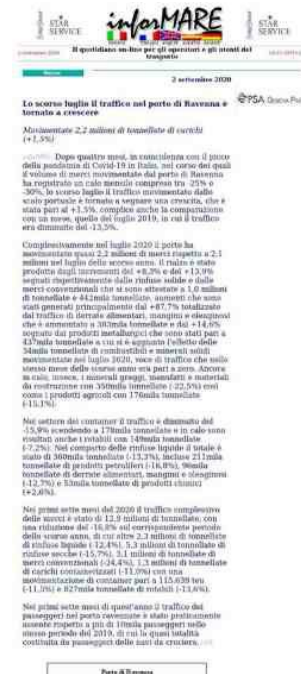 STAR
SERVICE
inforMARE
STAR
SERVICE
Il quotidiano on-line per gli operatori e gli utenti del
trasporto
2 settembre 2020
PSA Genova
Lo scorso luglio il traffico nel porto di Ravenna è
tornato a crescere
Movimentate 2,2 milioni di tonnellate di carichi
(+1,5%)
Dopo quattro mesi, in coincidenza con il picco
della pandemia di Covid-19 in Italia, nel corso dei quali
il volume di merci movimentate dal porto di Ravenna
ha registrato un calo mensile compreso tra -25% e
-30%, lo scorso luglio il traffico movimentato dallo
scalo portuale è tornato a segnare una crescita, che è
stata pari al +1,5%, complice anche la comparazione
con un mese, quello del luglio 2019, in cui il traffico
era diminuito del -13,5%.
Complessivamente nel luglio 2020 il porto ha
movimentato quasi 2,2 milioni di merci rispetto a 2,1
milioni nel luglio dello scorso anno. Il rialzo è stato
prodotto dagli incrementi del +8,3% e del +13,9%
segnati rispettivamente dalle rinfuse solide e dalle
merci convenzionali che si sono attestate a 1,0 milioni
di tonnellate e 442mila tonnellate, aumenti che sono
stati generati principalmente dal +87,7% totalizzato
dal traffico di derrate alimentari, mangimi e oleaginosi
che è ammontato a 303mila tonnellate e dal +14,6%
segnato dai prodotti metallurgici che sono stati pari a
437mila tonnellate a cui si è aggiunto l'effetto delle
54mila tonnellate di combustibili e minerali solidi
movimentate nel luglio 2020, voce di traffico che nello
stesso mese dello scorso anno era pari a zero. Ancora
in calo, invece, i minerali greggi, manufatti e materiali
da costruzione con 350mila tonnellate (-22,5%) così
come i prodotti agricoli con 176mila tonnellate
(-15,1%).
Nel settore dei container il traffico è diminuito del
-15,9% scendendo a 178mila tonnellate e in calo sono
risultati anche i rotabili con 149mila tonnellate
(-7,2%). Nel comparto delle rinfuse liquide il totale è
stato di 360mila tonnellate (-13,3%), incluse 211mila
tonnellate di prodotti petroliferi (-16,8%), 96mila
tonnellate di derrate alimentari, mangimi e oleaginosi
(-12,7%) e 53mila tonnellate di prodotti chimici
(+2,6%).
Nei primi sette mesi del 2020 il traffico complessivo
delle merci è stato di 12,9 milioni di tonnellate, con
una riduzione del -16,8% sul corrispondente periodo
dello scorso anno, di cui oltre 2,3 milioni di tonnellate
di rinfuse liquide (-12,4%), 5,3 milioni di tonnellate di
rinfuse secche (-15,7%), 3,1 milioni di tonnellate di
merci convenzionali (-24,4%), 1,3 milioni di tonnellate
di carichi containerizzati (-11,0%) con una
movimentazione di container pari a 115.639 teu
(-11,5%) e 827mila tonnellate di rotabili (-13,6%).
Nei primi sette mesi di quest'anno il traffico dei
passeggeri nel porto ravennate è stato praticamente
assente rispetto a più di 10mila passeggeri nello
stesso periodo del 2019, di cui la quasi totalità
costituita da passeggeri delle navi da crociera.
Porto di Ravenna